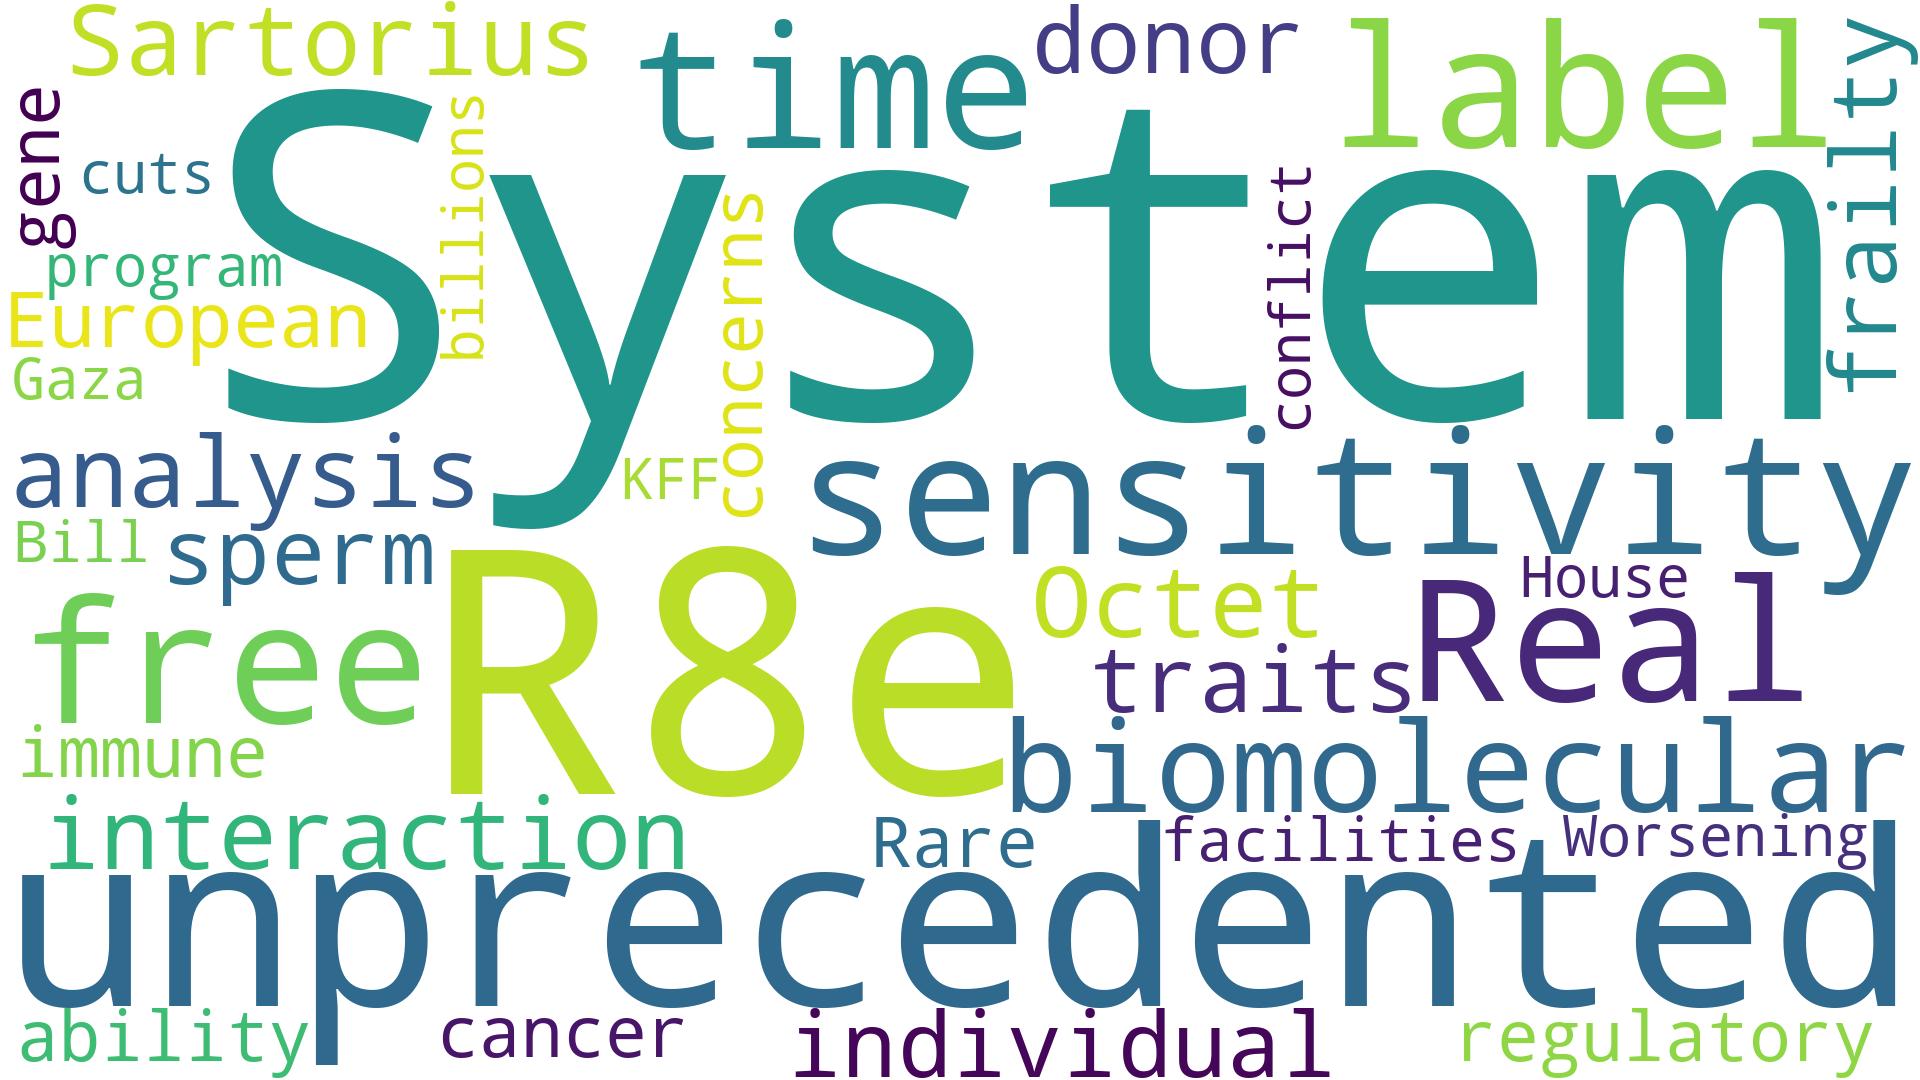 Sartorius
time
donor
label
frailty
gene
cuts
System
billions
concerns
conflict
program
European
Gaza
analysis
KFF
sensitivity
Bill
sperm
free
R8e
Octet
House
Real
traits
immune
biomolecular
interaction
Rare
facilities
Worsening
unprecedented
ability
cancer
individual
regulatory